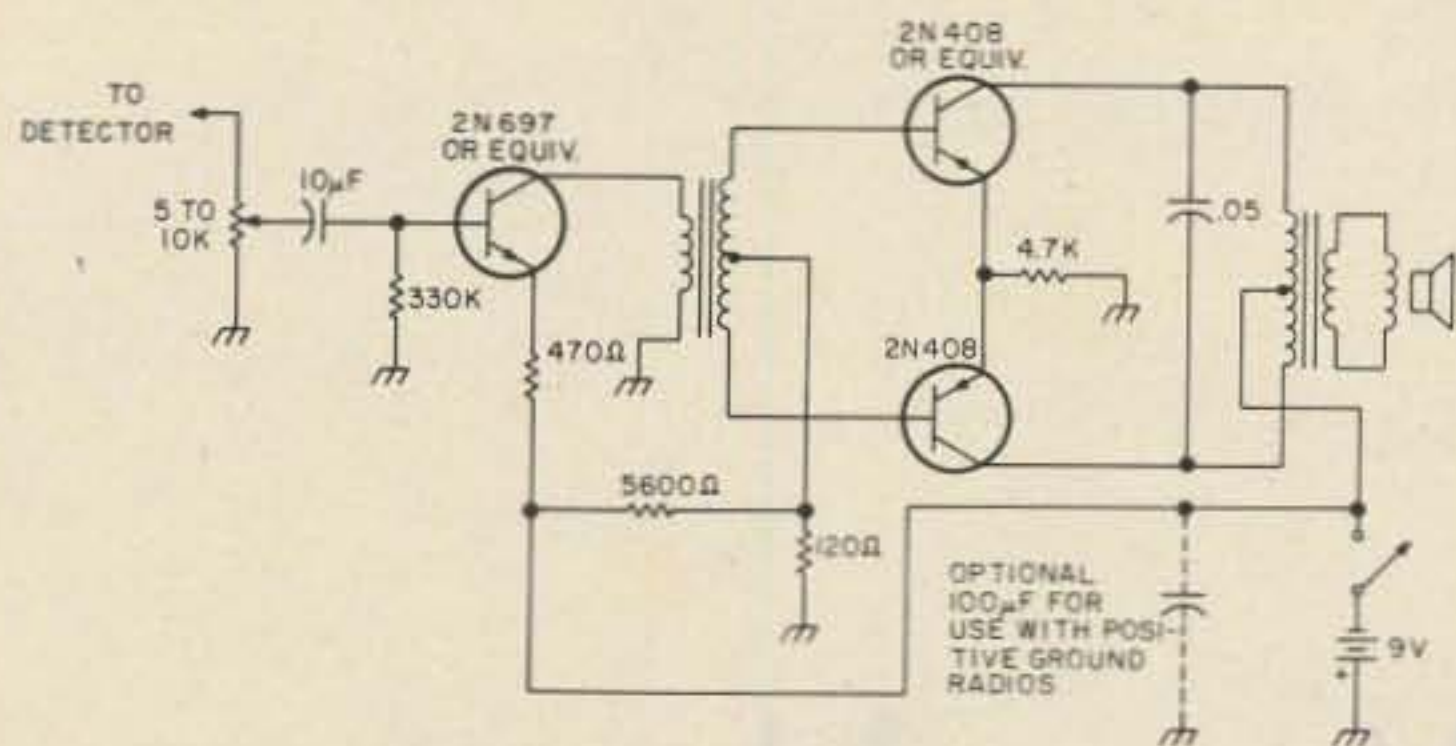 TO
DETECTOR
5 TO
10K
10µF
330K
2N697
OR EQUIV.
470Ω
5600Ω
120Ω
2N408
OR EQUIV.
4.7K
2N408
.05
OPTIONAL
100µF FOR
USE WITH POSI-
TIVE GROUND
RADIOS
9V
+